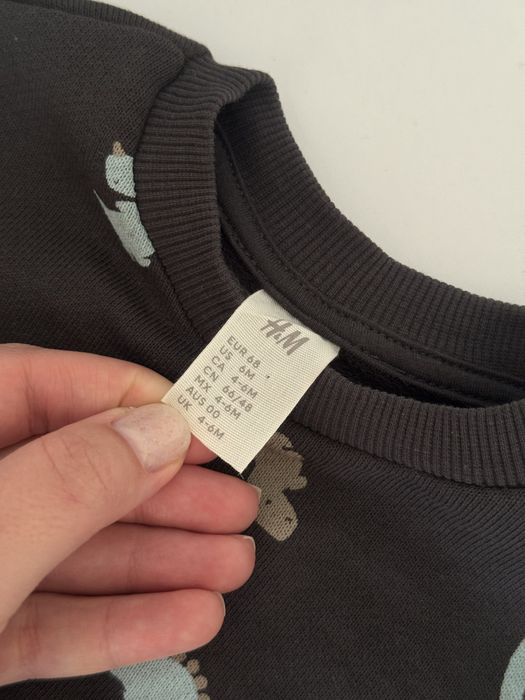 H&M
EUR 68
US 6M
CA 4-6M
CN 66/48
MX 4-6M
AUS 00
UK 4-6M